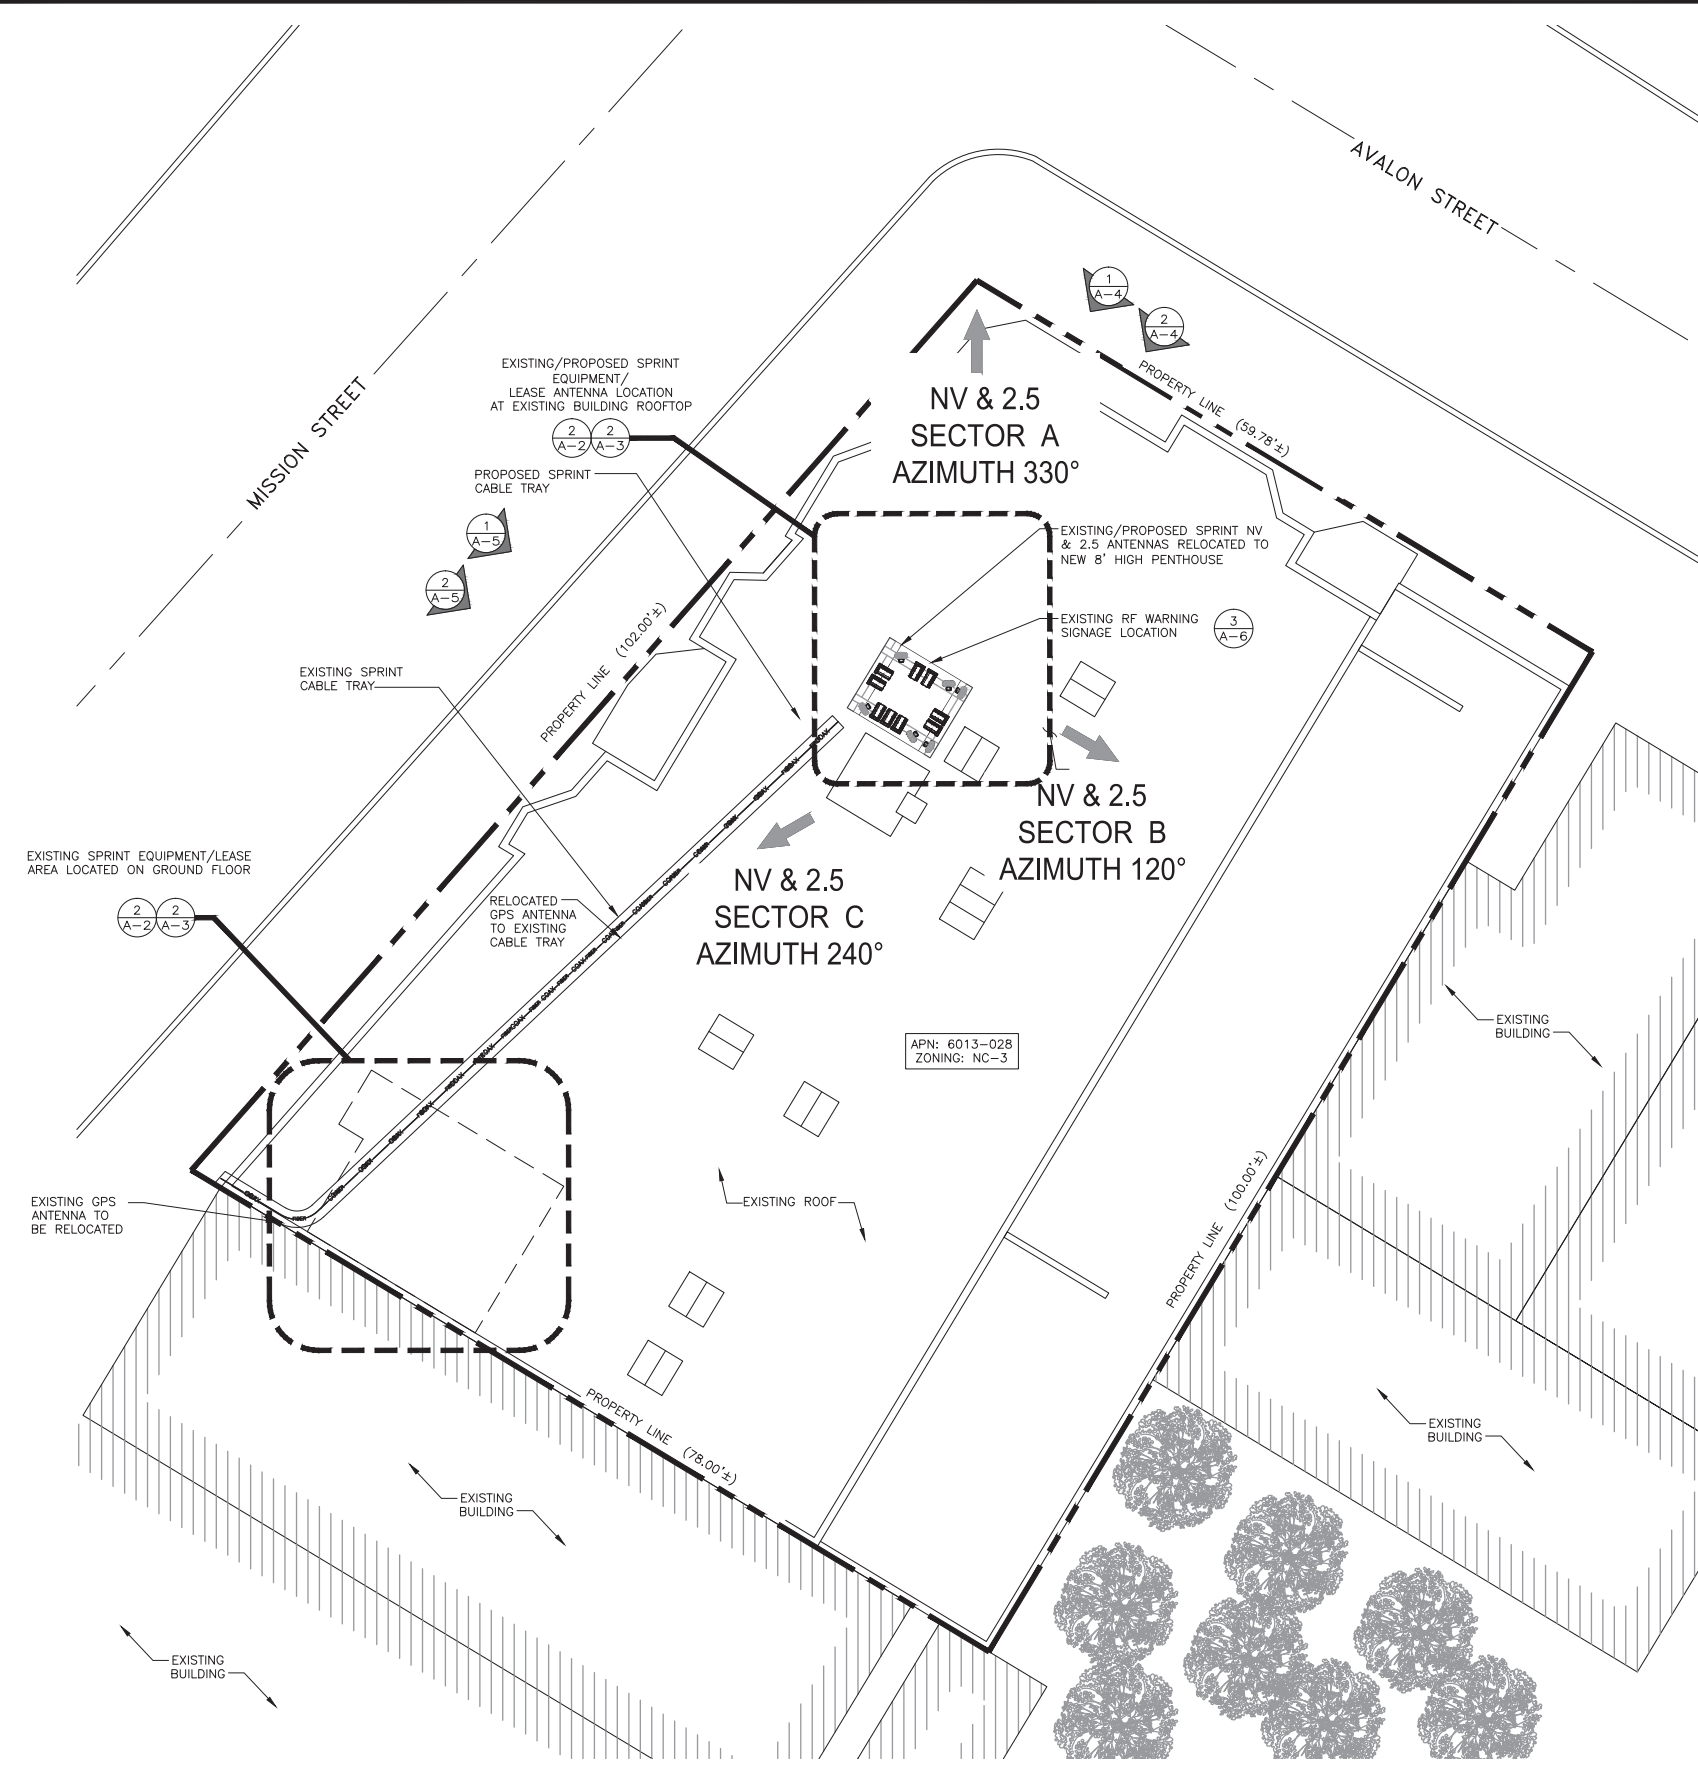 AVALON STREET
MISSION STREET
1
A-4
2
A-4
PROPERTY LINE (59.78'±)
EXISTING/PROPOSED SPRINT
EQUIPMENT/
LEASE ANTENNA LOCATION
AT EXISTING BUILDING ROOFTOP
2
A-2
2
A-3
NV & 2.5
SECTOR A
AZIMUTH 330°
PROPOSED SPRINT
CABLE TRAY
1
A-5
2
A-5
EXISTING/PROPOSED SPRINT NV
& 2.5 ANTENNAS RELOCATED TO
NEW 8' HIGH PENTHOUSE
EXISTING RF WARNING
SIGNAGE LOCATION
3
A-6
PROPERTY LINE (102.00'±)
EXISTING SPRINT
CABLE TRAY
NV & 2.5
SECTOR B
AZIMUTH 120°
EXISTING SPRINT EQUIPMENT/LEASE
AREA LOCATED ON GROUND FLOOR
2
A-2
2
A-3
RELOCATED
GPS ANTENNA
TO EXISTING
CABLE TRAY
NV & 2.5
SECTOR C
AZIMUTH 240°
APN: 6013-028
ZONING: NC-3
EXISTING
BUILDING
EXISTING GPS
ANTENNA TO
BE RELOCATED
EXISTING ROOF
PROPERTY LINE (100.00'±)
PROPERTY LINE (78.00'±)
EXISTING
BUILDING
EXISTING
BUILDING
EXISTING
BUILDING